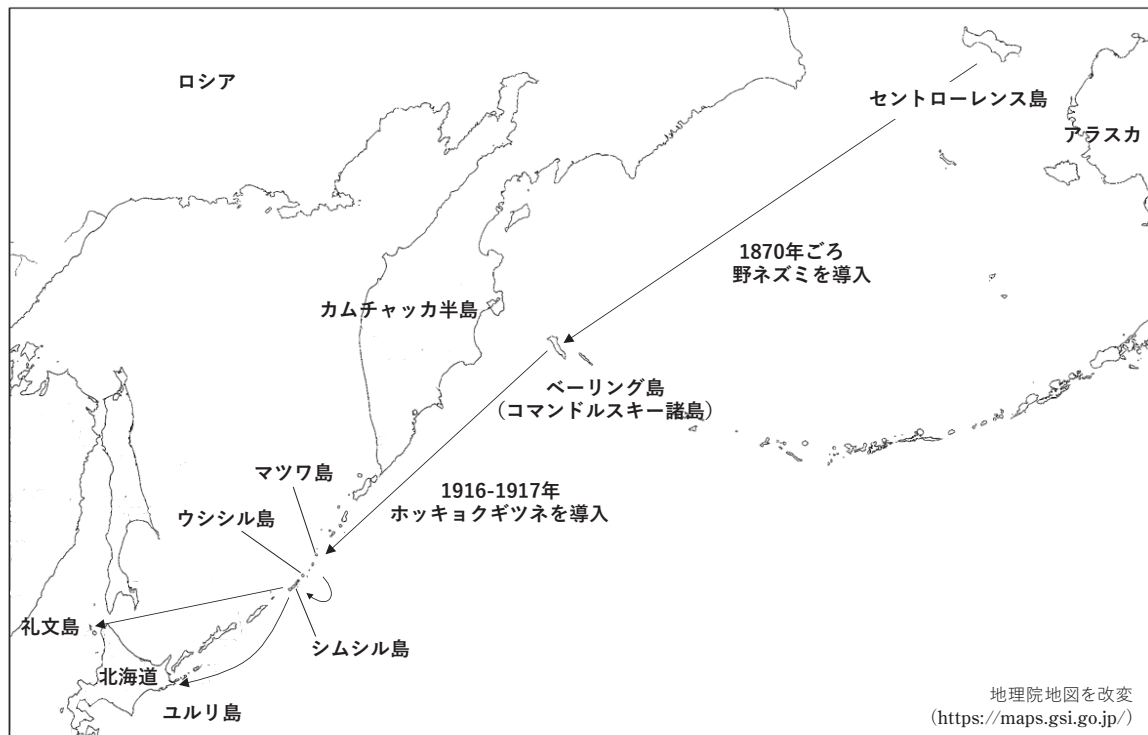 ロシア
セントローレンス島
アラスカ
1870年ごろ
野ネズミを導入
カムチャッカ半島
ベーリング島
（コマンドルスキー諸島）
マツワ島
1916-1917年
ホッキョクギツネを導入
ウシシル島
礼文島
シムシル島
北海道
ユルリ島
地理院地図を改変
（https://maps.gsi.go.jp/）